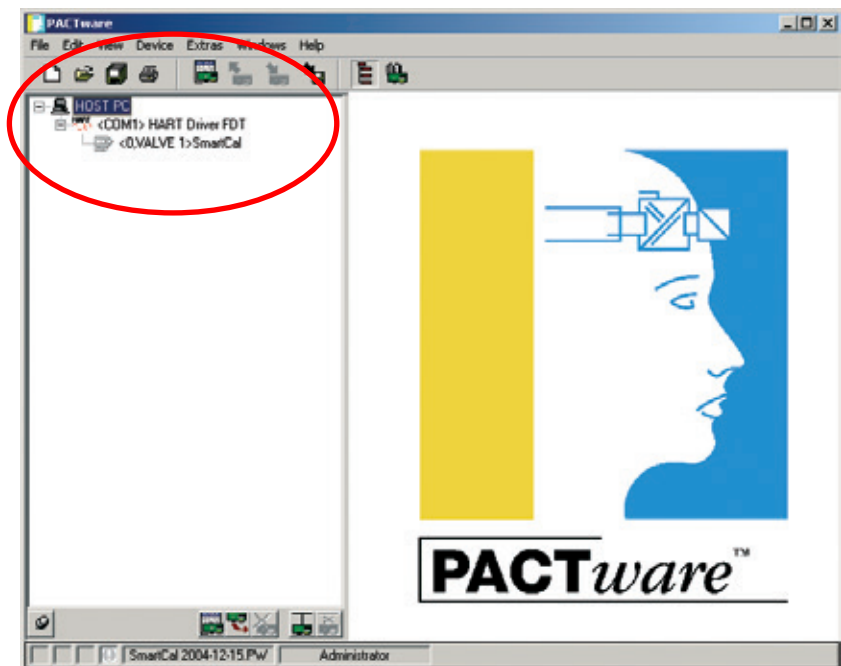 PACTware
File Edit View Device Extras Windows Help
HOST PC
<COM1> HART Driver FDT
<0,VALVE 1>SmartCal
PACTware™
SmartCal 2004-12-15.PW
Administrator